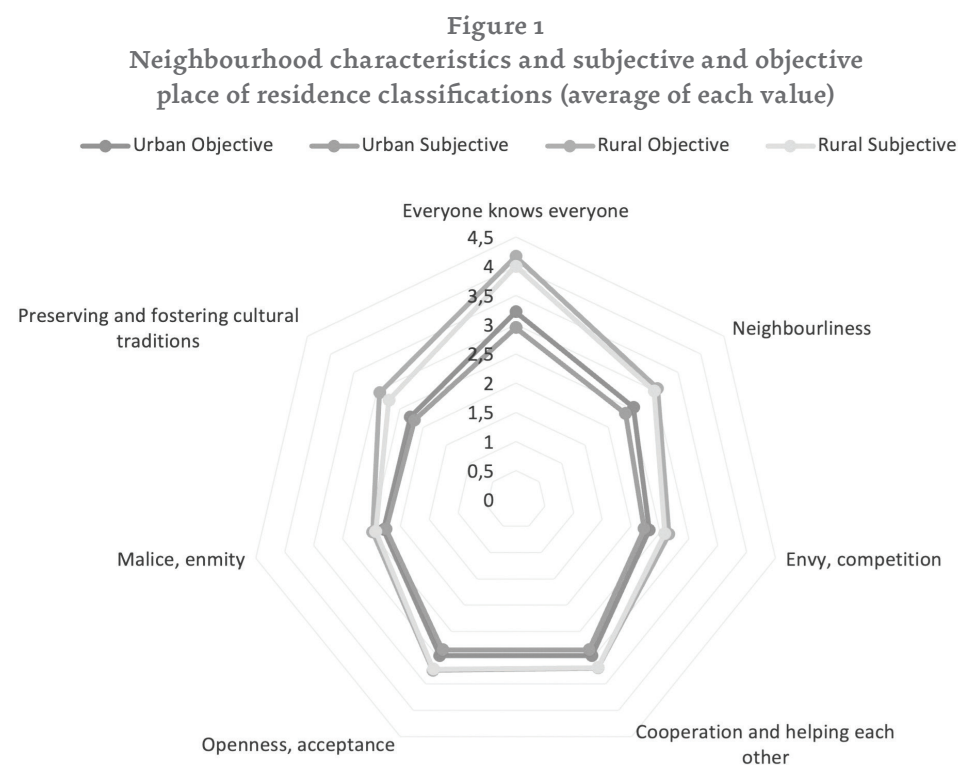 Figure 1
Neighbourhood characteristics and subjective and objective
place of residence classifications (average of each value)
Urban Objective
Urban Subjective
Rural Objective
Rural Subjective
Everyone knows everyone
4,5
4
3,5
3
2,5
2
1,5
1
0,5
0
Preserving and fostering cultural
traditions
Neighbourliness
Malice, enmity
Envy, competition
Openness, acceptance
Cooperation and helping each
other